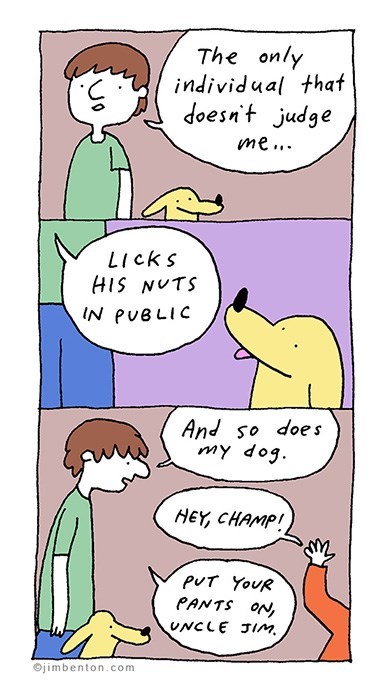 The only
individual that
doesn't judge
me...
LICKS
HIS NUTS
IN PUBLIC
And so does
my dog.
HEY, CHAMP!
PUT YOUR
PANTS ON,
UNCLE JIM.
©jimbenton.com